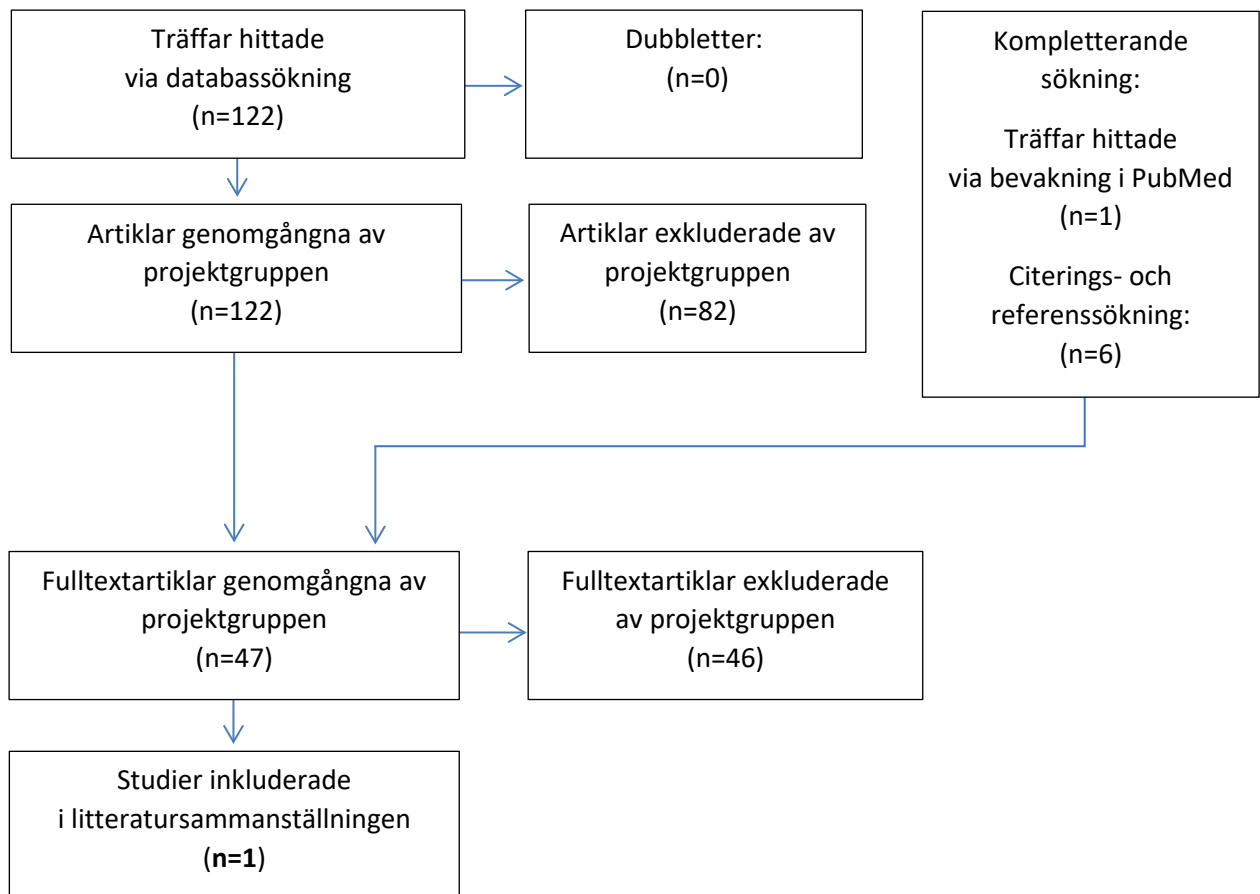 Träffar hittade
via databassökning
(n=122)
Dubbletter:
(n=0)
Kompletterande
sökning:
Träffar hittade
via bevakning i PubMed
(n=1)
Citerings- och
referenssökning:
(n=6)
Artiklar genomgångna av
projektgruppen
(n=122)
Artiklar exkluderade av
projektgruppen
(n=82)
Fulltextartiklar genomgångna av
projektgruppen
(n=47)
Fulltextartiklar exkluderade
av projektgruppen
(n=46)
Studier inkluderade
i litteratursammanställningen
(n=1)